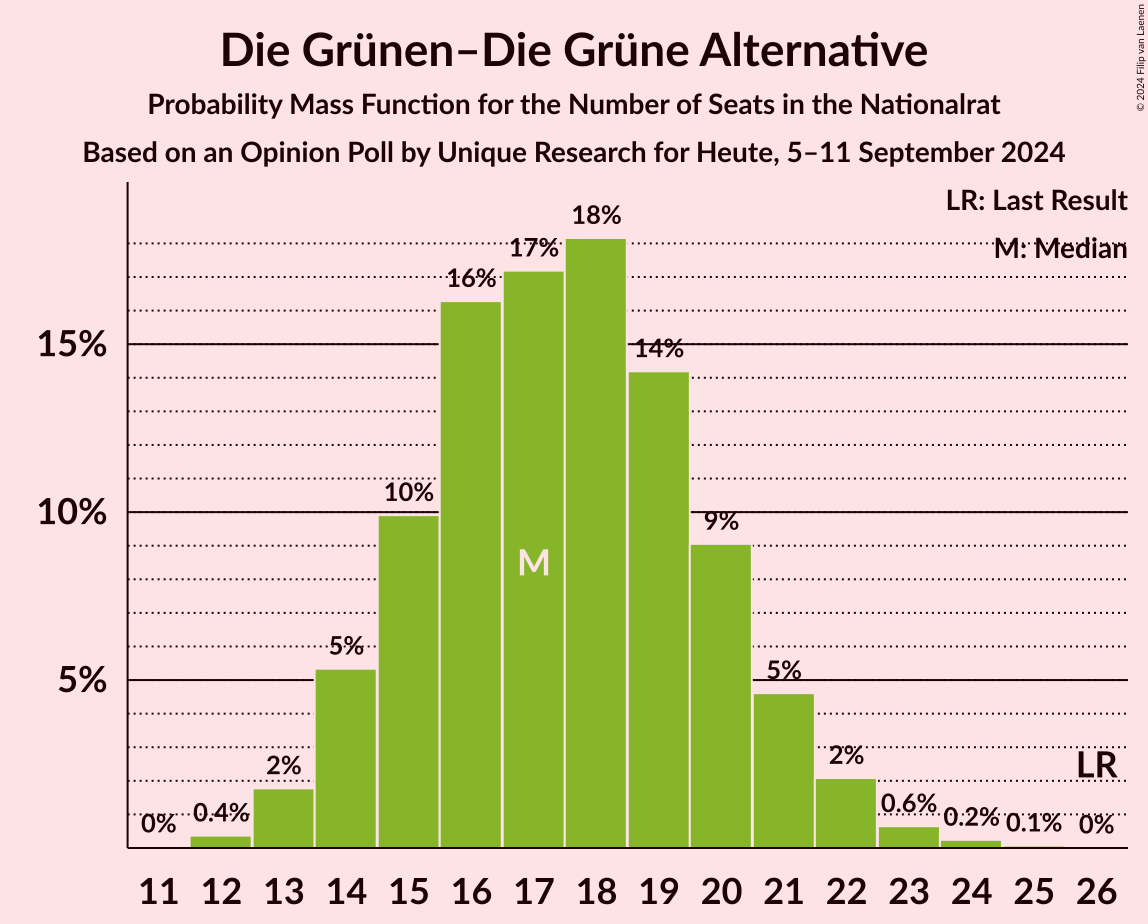 Die Grünen–Die Grüne Alternative
Probability Mass Function for the Number of Seats in the Nationalrat
Based on an Opinion Poll by Unique Research for Heute, 5–11 September 2024
© 2024 Filip van Laenen
LR: Last Result
M: Median
18%
17%
16%
15%
14%
10%
10%
9%
M
5%
5%
5%
2%
2%
LR
0%
0.4%
0.6%
0.2%
0.1%
0%
11 12 13 14 15 16 17 18 19 20 21 22 23 24 25 26